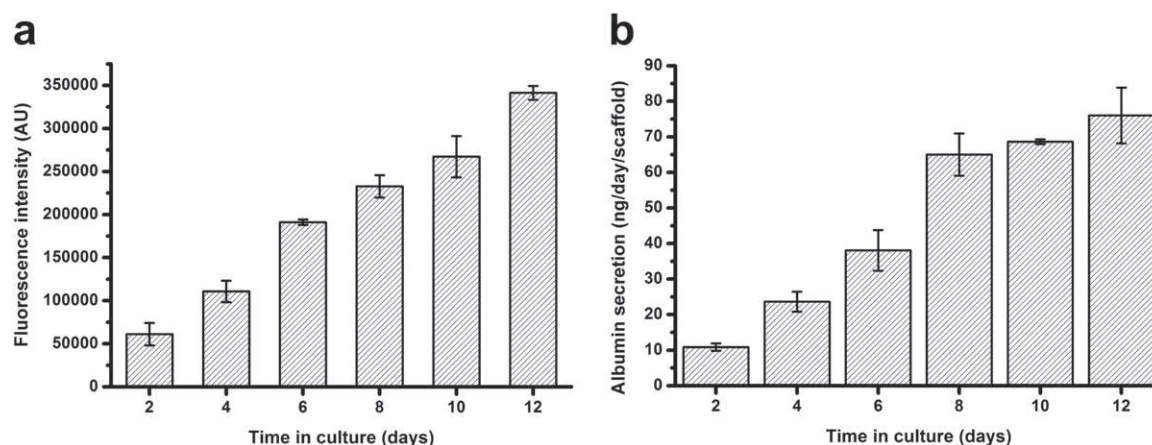 a
Fluorescence intensity (AU)
350000
300000
250000
200000
150000
100000
50000
0
2 4 6 8 10 12
Time in culture (days)
b
Albumin secretion (ng/day/scaffold)
90
80
70
60
50
40
30
20
10
0
2 4 6 8 10 12
Time in culture (days)